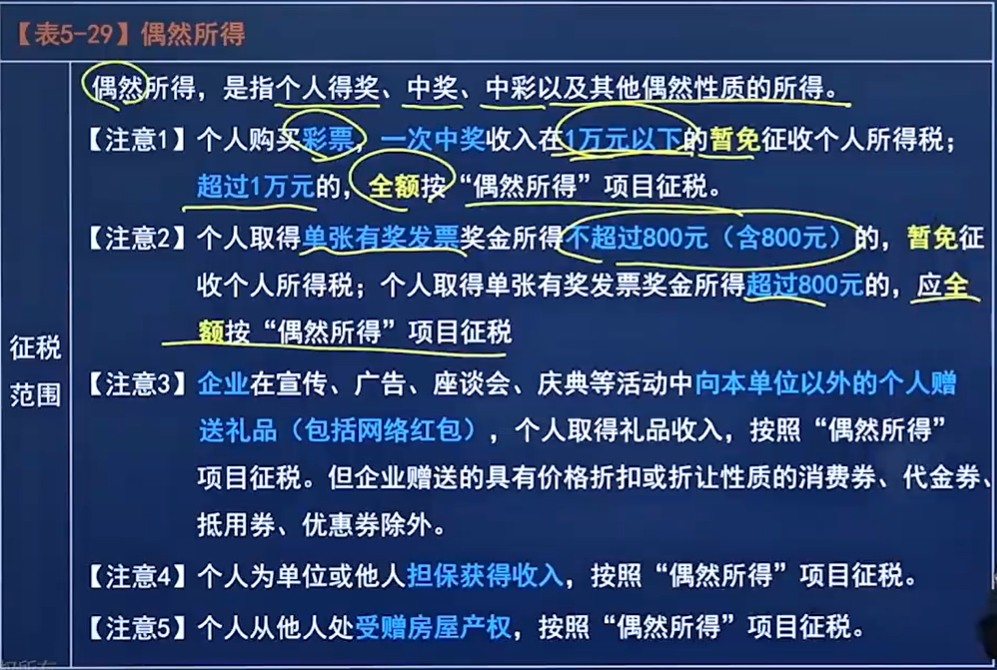 【表5-29】偶然所得
偶然所得，是指个人得奖、中奖、中彩以及其他偶然性质的所得。
【注意1】个人购买彩票，一次中奖收入在1万元以下的暂免征收个人所得税；
超过1万元的，全额按“偶然所得”项目征税。
【注意2】个人取得单张有奖发票奖金所得不超过800元（含800元）的，暂免征
收个人所得税；个人取得单张有奖发票奖金所得超过800元的，应全
额按“偶然所得”项目征税
征税
范围
【注意3】企业在宣传、广告、座谈会、庆典等活动中向本单位以外的个人赠
送礼品（包括网络红包），个人取得礼品收入，按照“偶然所得”
项目征税。但企业赠送的具有价格折扣或折让性质的消费券、代金券、
抵用券、优惠券除外。
【注意4】个人为单位或他人担保获得收入，按照“偶然所得”项目征税。
【注意5】个人从他人处受赠房屋产权，按照“偶然所得”项目征税。